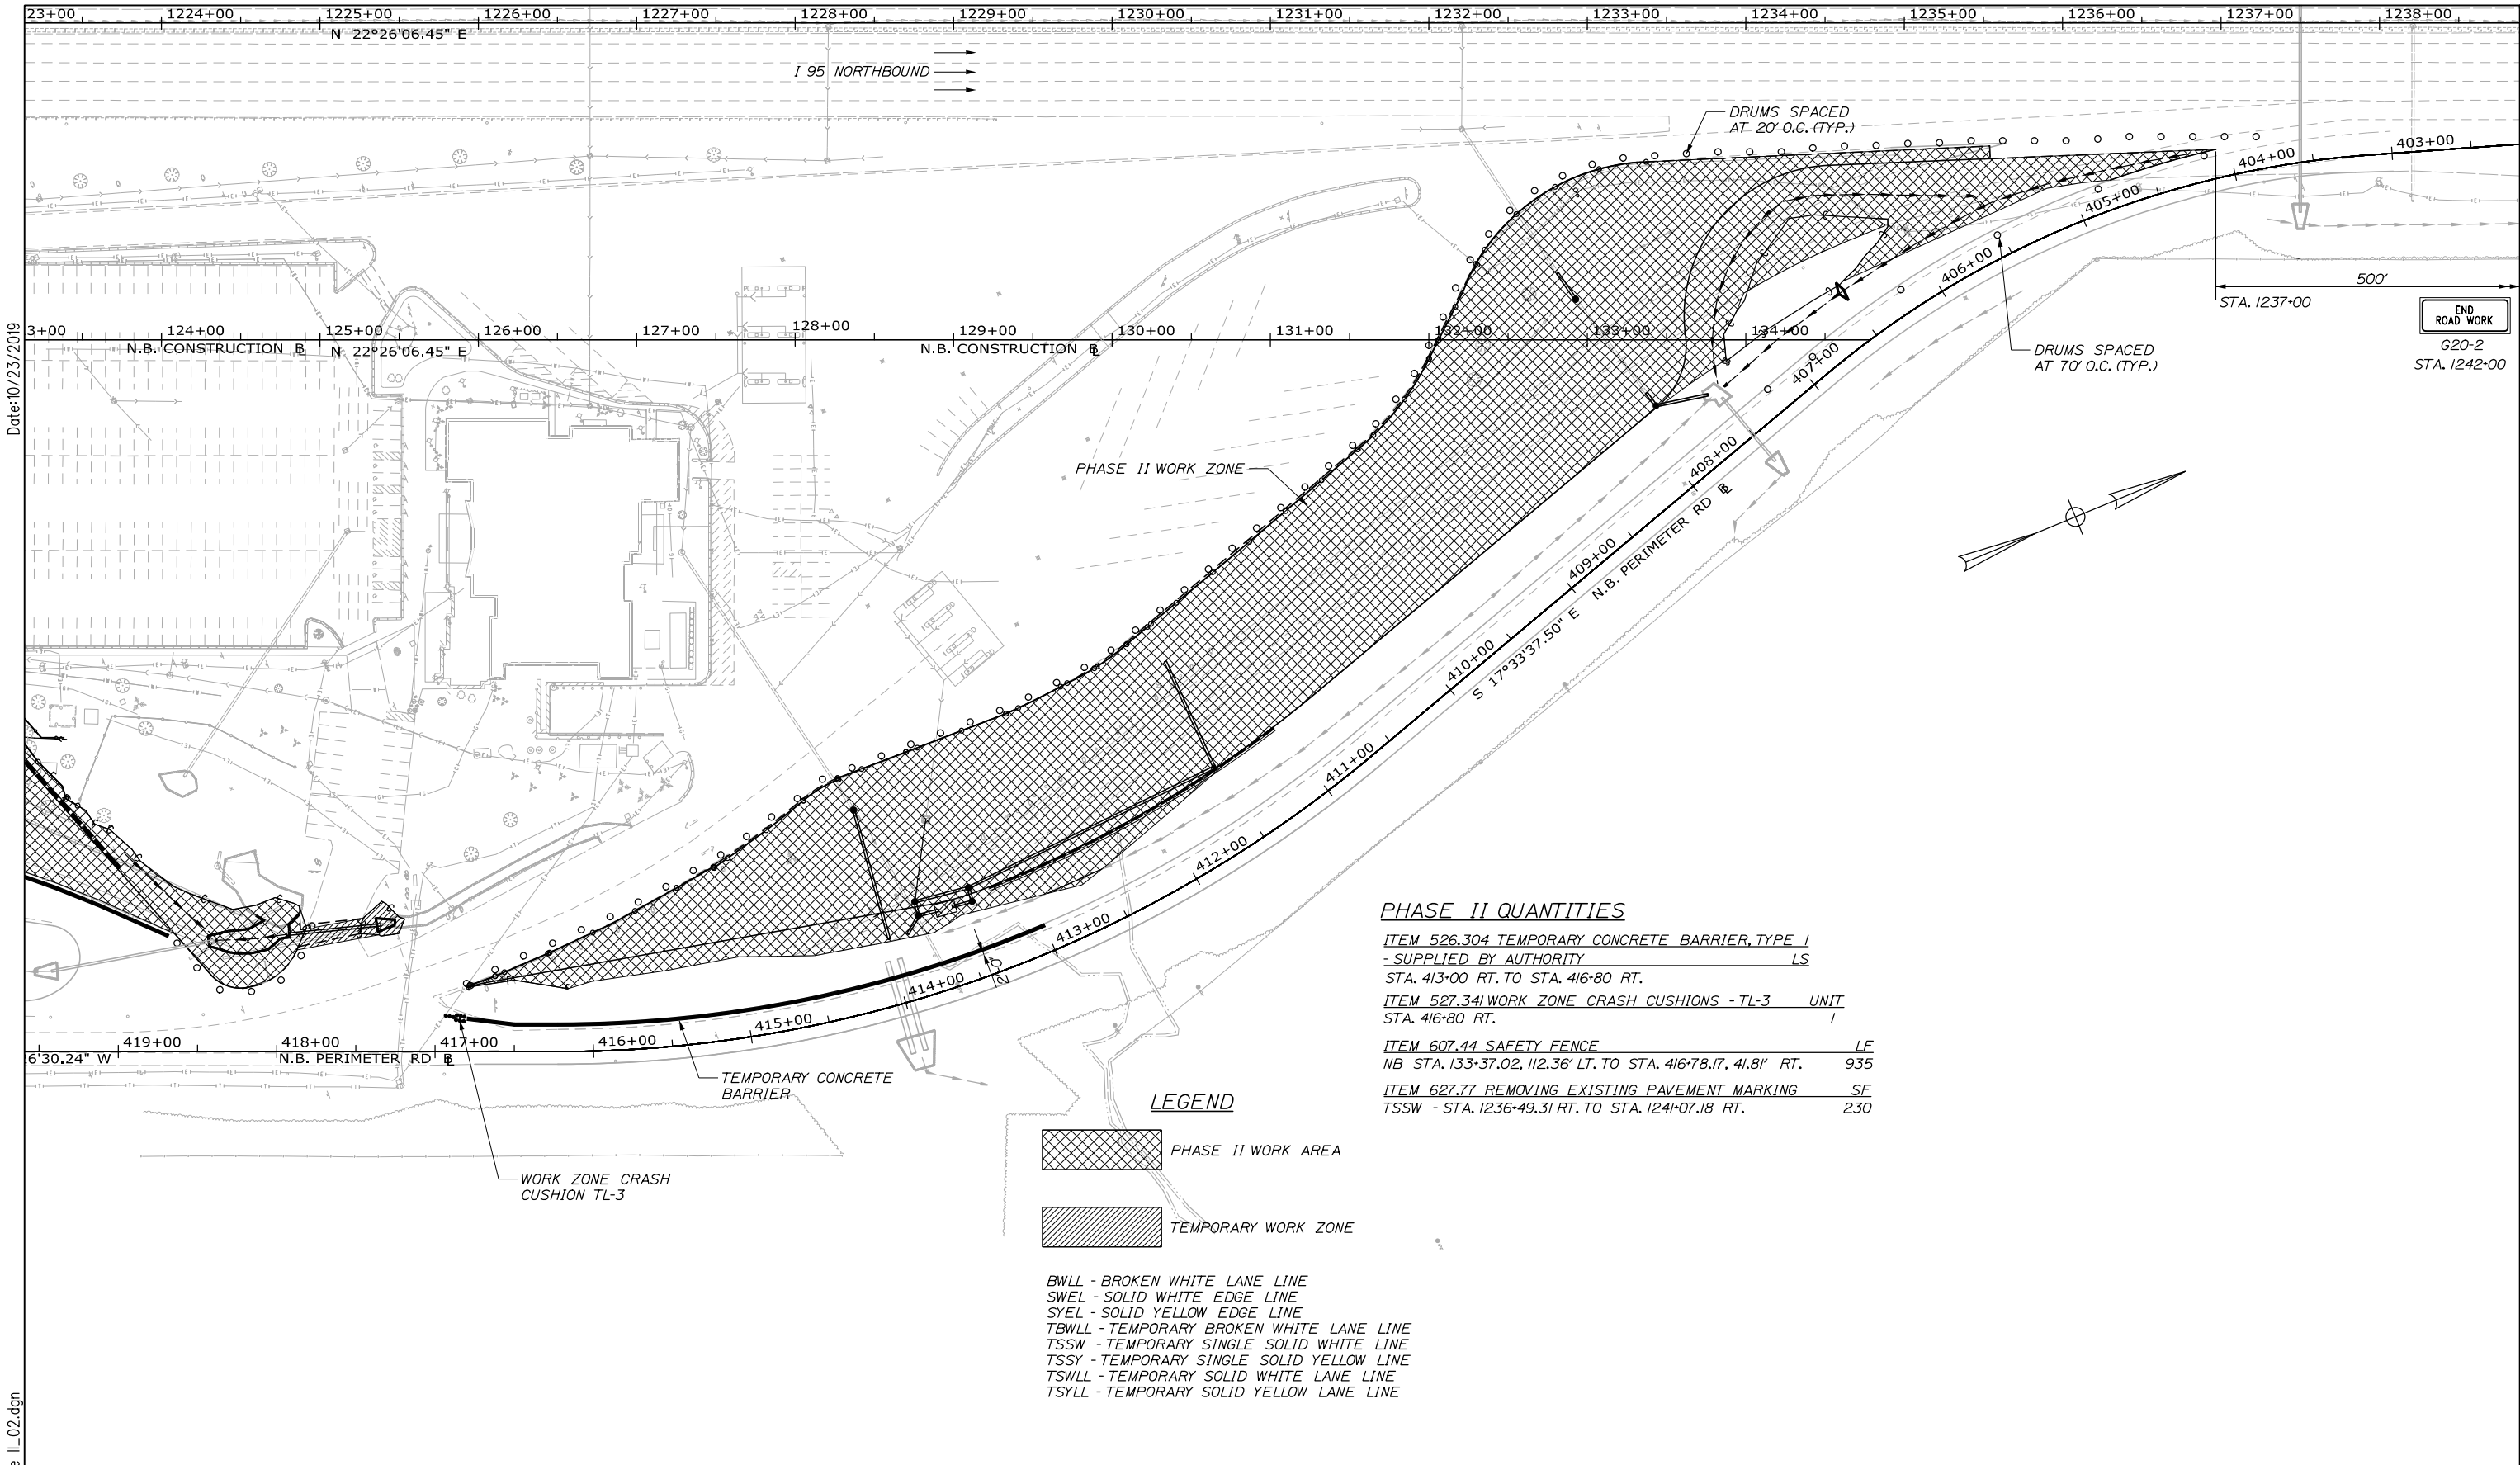 23+00 1224+00 1225+00 1226+00 1227+00 1228+00 1229+00 1230+00 1231+00 1232+00 1233+00 1234+00 1235+00 1236+00 1237+00 1238+00
N 22°26'06.45" E
I 95 NORTHBOUND
DRUMS SPACED
AT 20' O.C. (TYP.)
403+00
404+00
405+00
406+00
407+00
408+00
409+00
410+00
411+00
412+00
413+00
414+00
415+00
416+00
417+00
418+00
419+00
500'
STA. 1237+00
END
ROAD WORK
G20-2
STA. 1242+00
DRUMS SPACED
AT 70' O.C. (TYP.)
3+00 124+00 125+00 126+00 127+00 128+00 129+00 130+00 131+00 132+00 133+00 134+00
N.B. CONSTRUCTION BL N 22°26'06.45" E
N.B. CONSTRUCTION BL
Date:10/23/2019
PHASE II WORK ZONE
S 17°33'37.50" E N.B. PERIMETER RD BL
2'-0"
6'30.24" W
N.B. PERIMETER RD BL
TEMPORARY CONCRETE
BARRIER
WORK ZONE CRASH
CUSHION TL-3
PHASE II QUANTITIES
ITEM 526.304 TEMPORARY CONCRETE BARRIER, TYPE I
- SUPPLIED BY AUTHORITY LS
STA. 413+00 RT. TO STA. 416+80 RT.
ITEM 527.341 WORK ZONE CRASH CUSHIONS - TL-3 UNIT
STA. 416+80 RT. 1
ITEM 607.44 SAFETY FENCE LF
NB STA. 133+37.02, 112.36' LT. TO STA. 416+78.17, 41.81' RT. 935
ITEM 627.77 REMOVING EXISTING PAVEMENT MARKING SF
TSSW - STA. 1236+49.31 RT. TO STA. 1241+07.18 RT. 230
LEGEND
PHASE II WORK AREA
TEMPORARY WORK ZONE
BWLL - BROKEN WHITE LANE LINE
SWEL - SOLID WHITE EDGE LINE
SYEL - SOLID YELLOW EDGE LINE
TBWLL - TEMPORARY BROKEN WHITE LANE LINE
TSSW - TEMPORARY SINGLE SOLID WHITE LINE
TSSY - TEMPORARY SINGLE SOLID YELLOW LINE
TSWLL - TEMPORARY SOLID WHITE LANE LINE
TSYLL - TEMPORARY SOLID YELLOW LANE LINE
e II_02.dgn